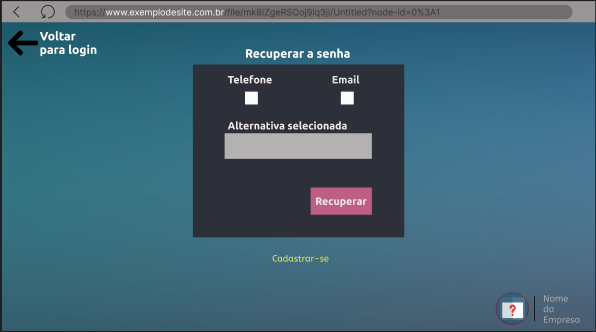 https://www.exemplodesite.com.br/file/mk8IZgeRSOoj9Iq3ji/Untitled?node-id=0%3A1
Voltar
para login
Recuperar a senha
Telefone
Email
Alternativa selecionada
Recuperar
Cadastrar-se
?
Nome
da
Empresa